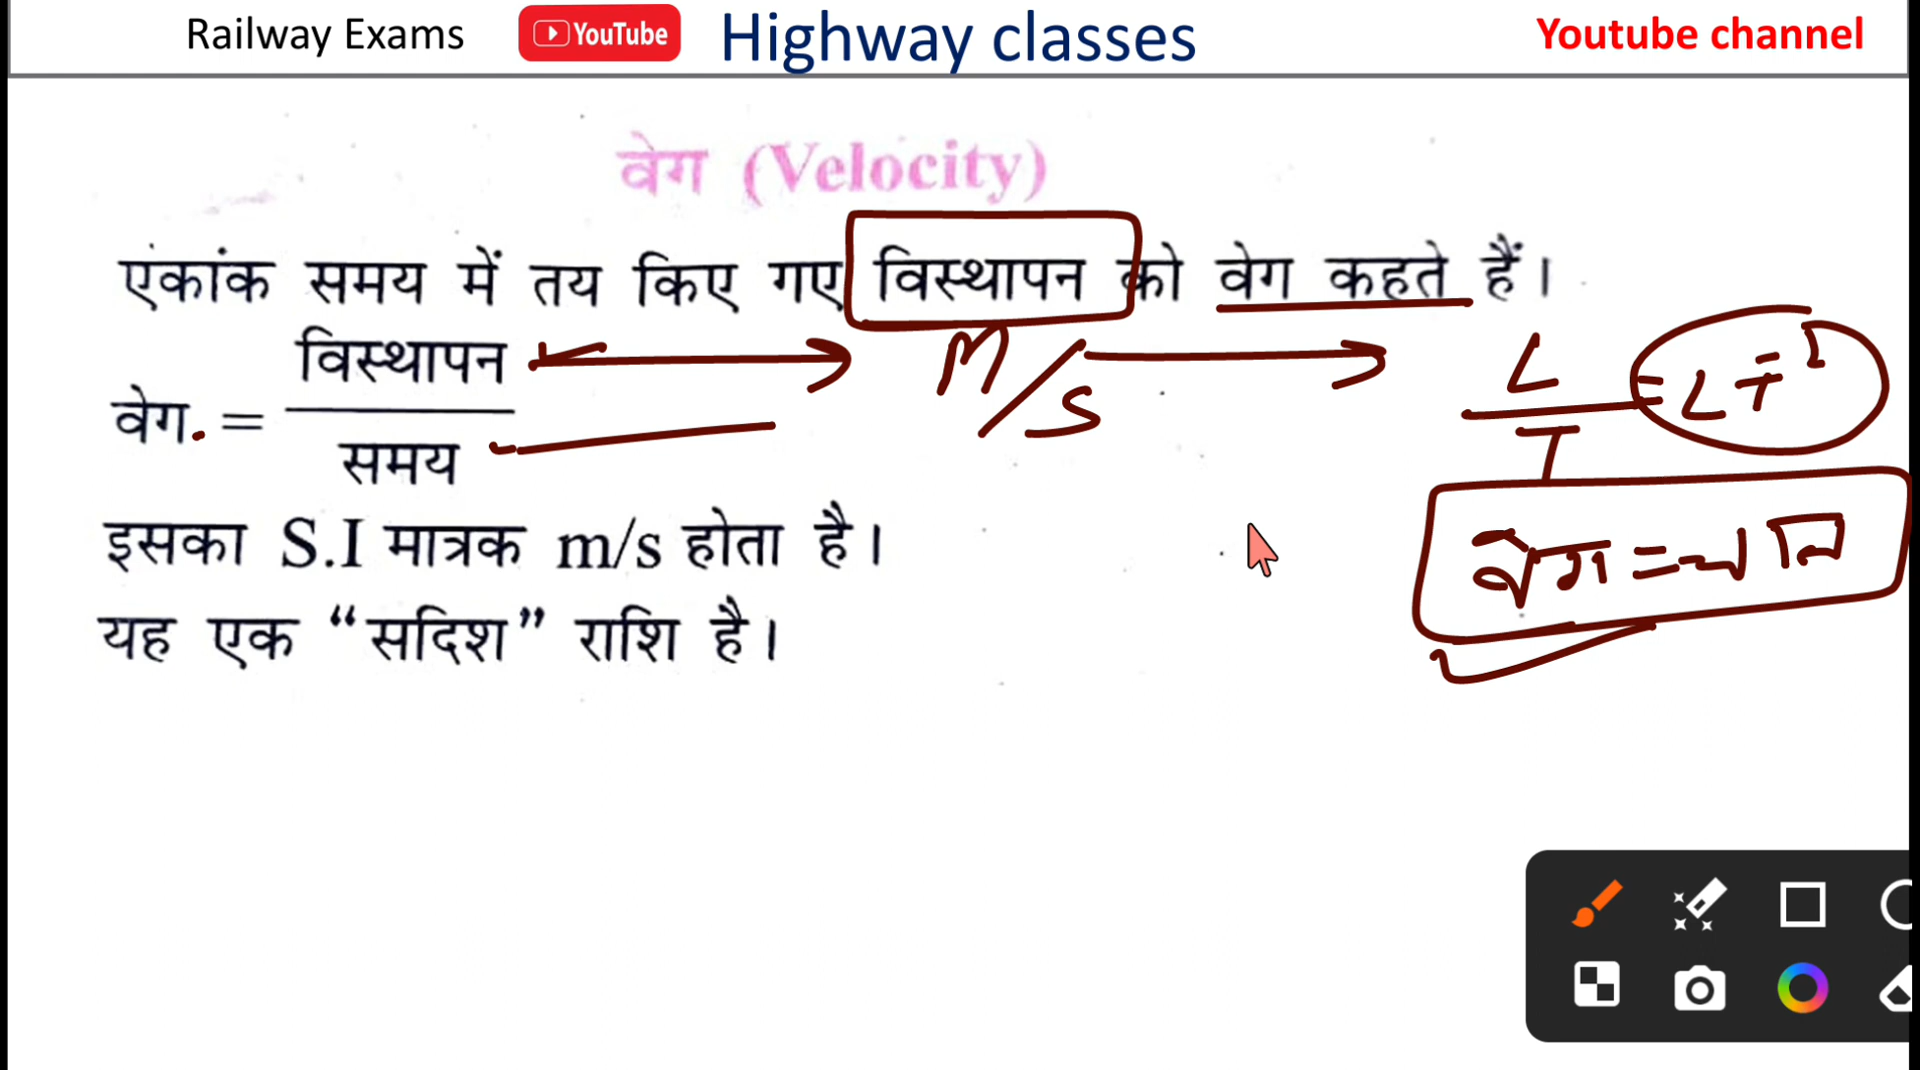 Railway Exams YouTube Highway classes Youtube channel
वेग (Velocity)
एकांक समय में तय किए गए विस्थापन को वेग कहते हैं।
वेग. = विस्थापन / समय
M/S L/T = LT⁻¹
इसका S.I मात्रक m/s होता है।
वेग = चाल
यह एक “सदिश” राशि है।